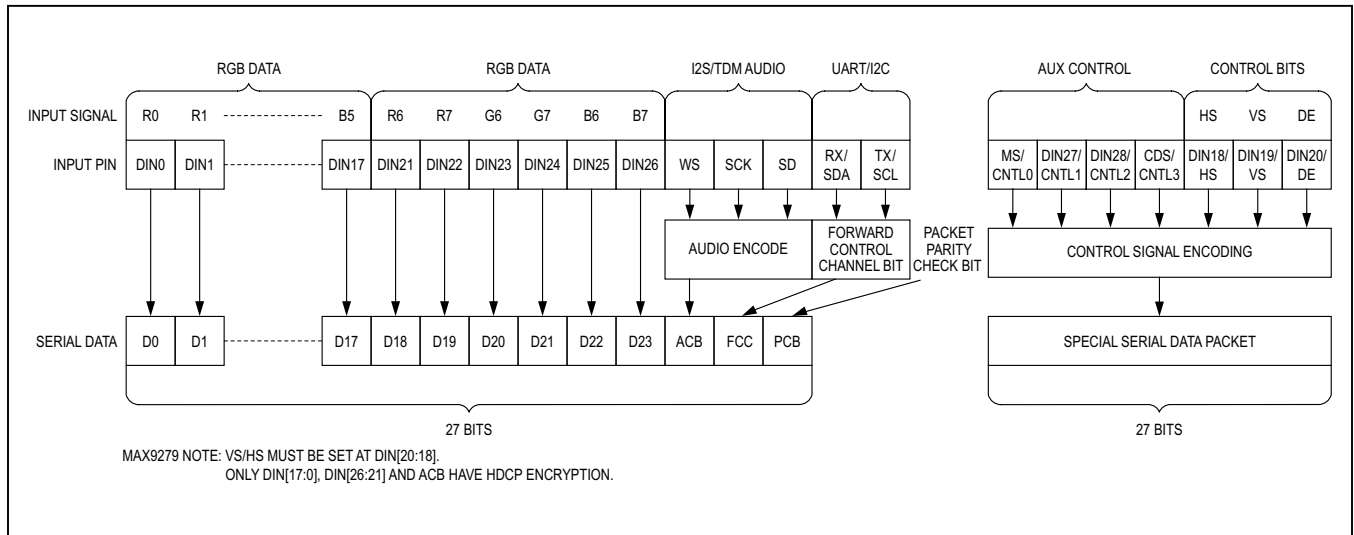 RGB DATA RGB DATA I2S/TDM AUDIO UART/I2C AUX CONTROL CONTROL BITS
INPUT SIGNAL R0 R1 B5 R6 R7 G6 G7 B6 B7 HS VS DE
INPUT PIN DIN0 DIN1 DIN17 DIN21 DIN22 DIN23 DIN24 DIN25 DIN26 WS SCK SD RX/ TX/ MS/ DIN27/ DIN28/ CDS/ DIN18/ DIN19/ DIN20/
SDA SCL CNTL0 CNTL1 CNTL2 CNTL3 HS VS DE
AUDIO ENCODE
FORWARD
CONTROL
CHANNEL BIT
PACKET
PARITY
CHECK BIT
CONTROL SIGNAL ENCODING
SERIAL DATA D0 D1 D17 D18 D19 D20 D21 D22 D23 ACB FCC PCB SPECIAL SERIAL DATA PACKET
27 BITS 27 BITS
MAX9279 NOTE: VS/HS MUST BE SET AT DIN[20:18].
ONLY DIN[17:0], DIN[26:21] AND ACB HAVE HDCP ENCRYPTION.